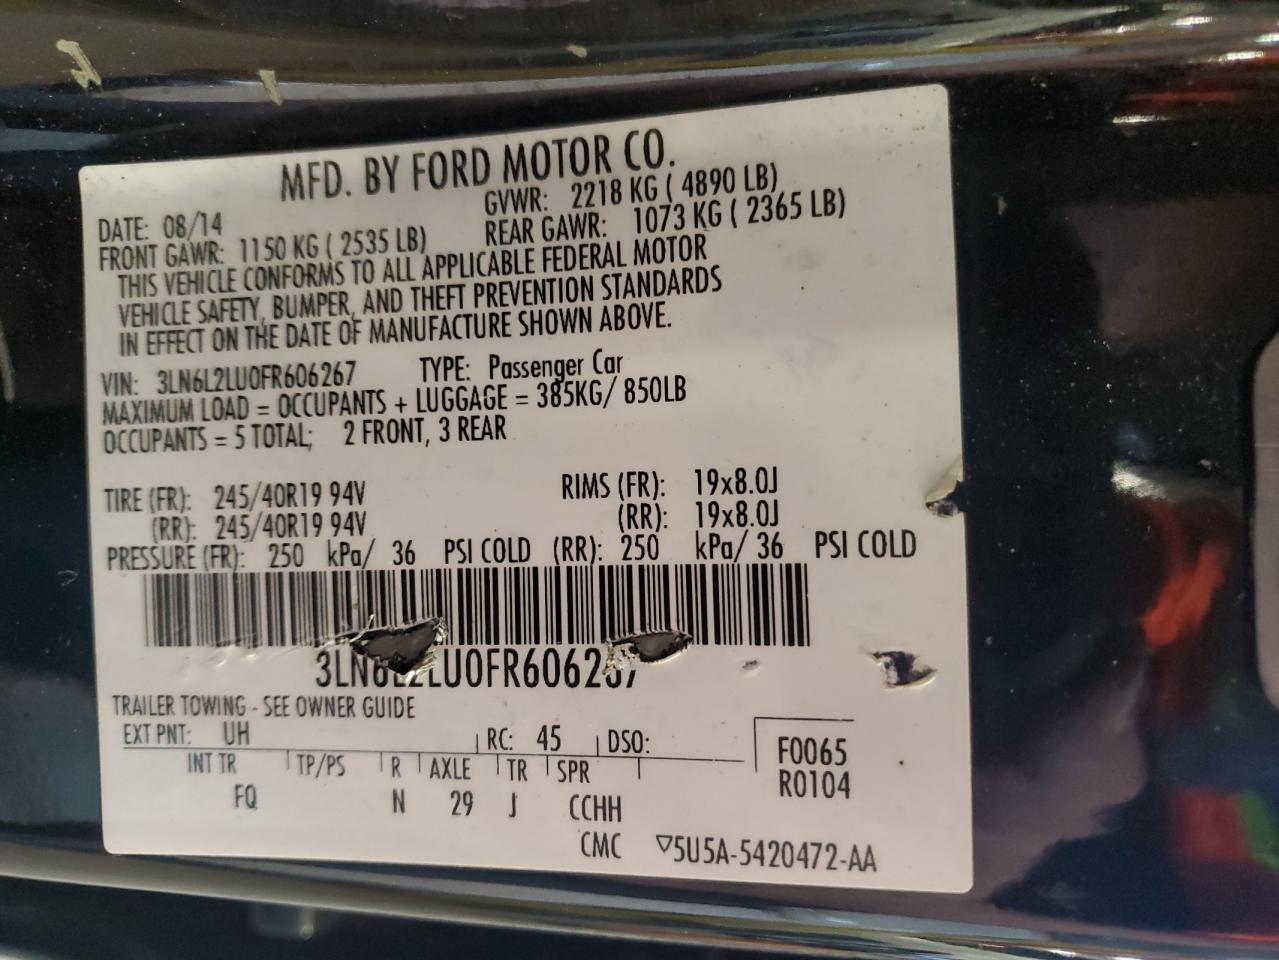 MFD. BY FORD MOTOR CO.
DATE: 08/14 GVWR: 2218 KG ( 4890 LB)
FRONT GAWR: 1150 KG ( 2535 LB) REAR GAWR: 1073 KG ( 2365 LB)
THIS VEHICLE CONFORMS TO ALL APPLICABLE FEDERAL MOTOR
VEHICLE SAFETY, BUMPER, AND THEFT PREVENTION STANDARDS
IN EFFECT ON THE DATE OF MANUFACTURE SHOWN ABOVE.
VIN: 3LN6L2LU0FR606267 TYPE: Passenger Car
MAXIMUM LOAD = OCCUPANTS + LUGGAGE = 385KG/ 850LB
OCCUPANTS = 5 TOTAL; 2 FRONT, 3 REAR
TIRE (FR): 245/40R19 94V RIMS (FR): 19x8.0J
(RR): 245/40R19 94V (RR): 19x8.0J
PRESSURE (FR): 250 kPa/ 36 PSI COLD (RR): 250 kPa/ 36 PSI COLD
3LN6L2LU0FR606267
TRAILER TOWING - SEE OWNER GUIDE
EXT PNT: UH RC: 45 DSO:
INT TR TP/PS R AXLE TR SPR
FQ N 29 J CCHH
F0065
R0104
CMC ▽5U5A-5420472-AA